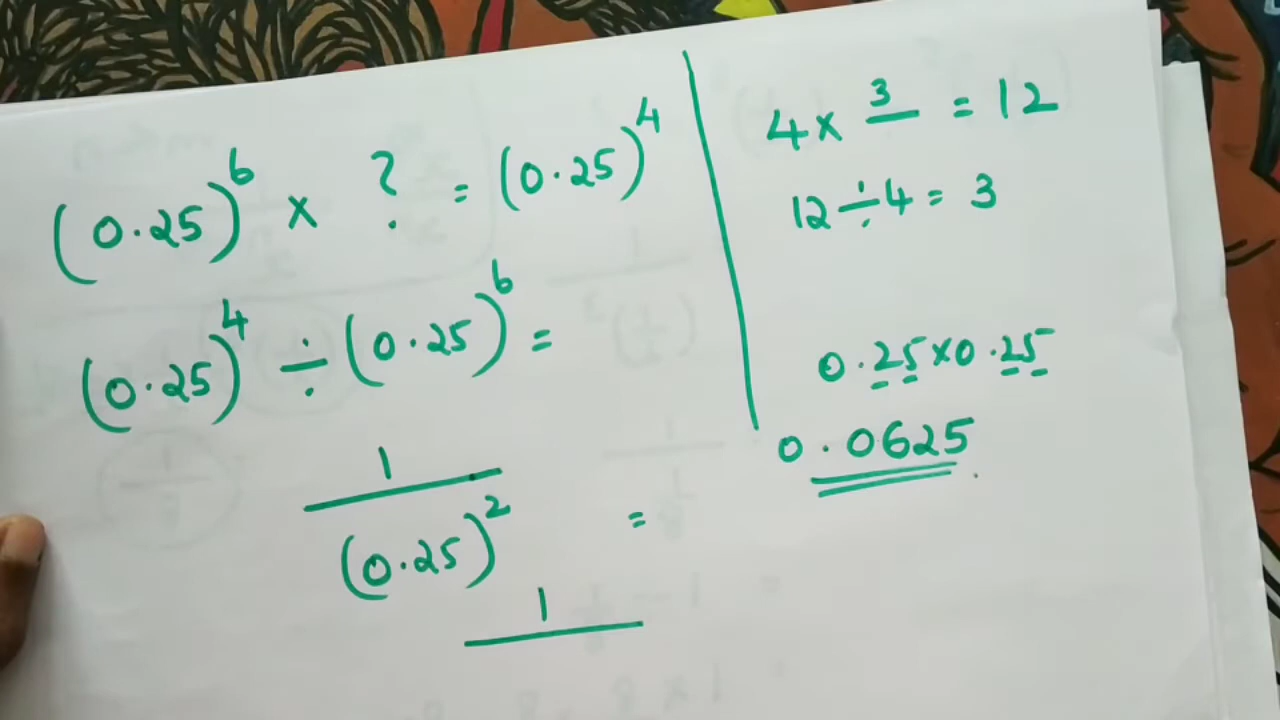 (0.25)⁶ × ? = (0.25)⁴
(0.25)⁴ ÷ (0.25)⁶ =
1
(0.25)² =
1
4 × 3 = 12
12 ÷ 4 = 3
0.25 × 0.25
0.0625